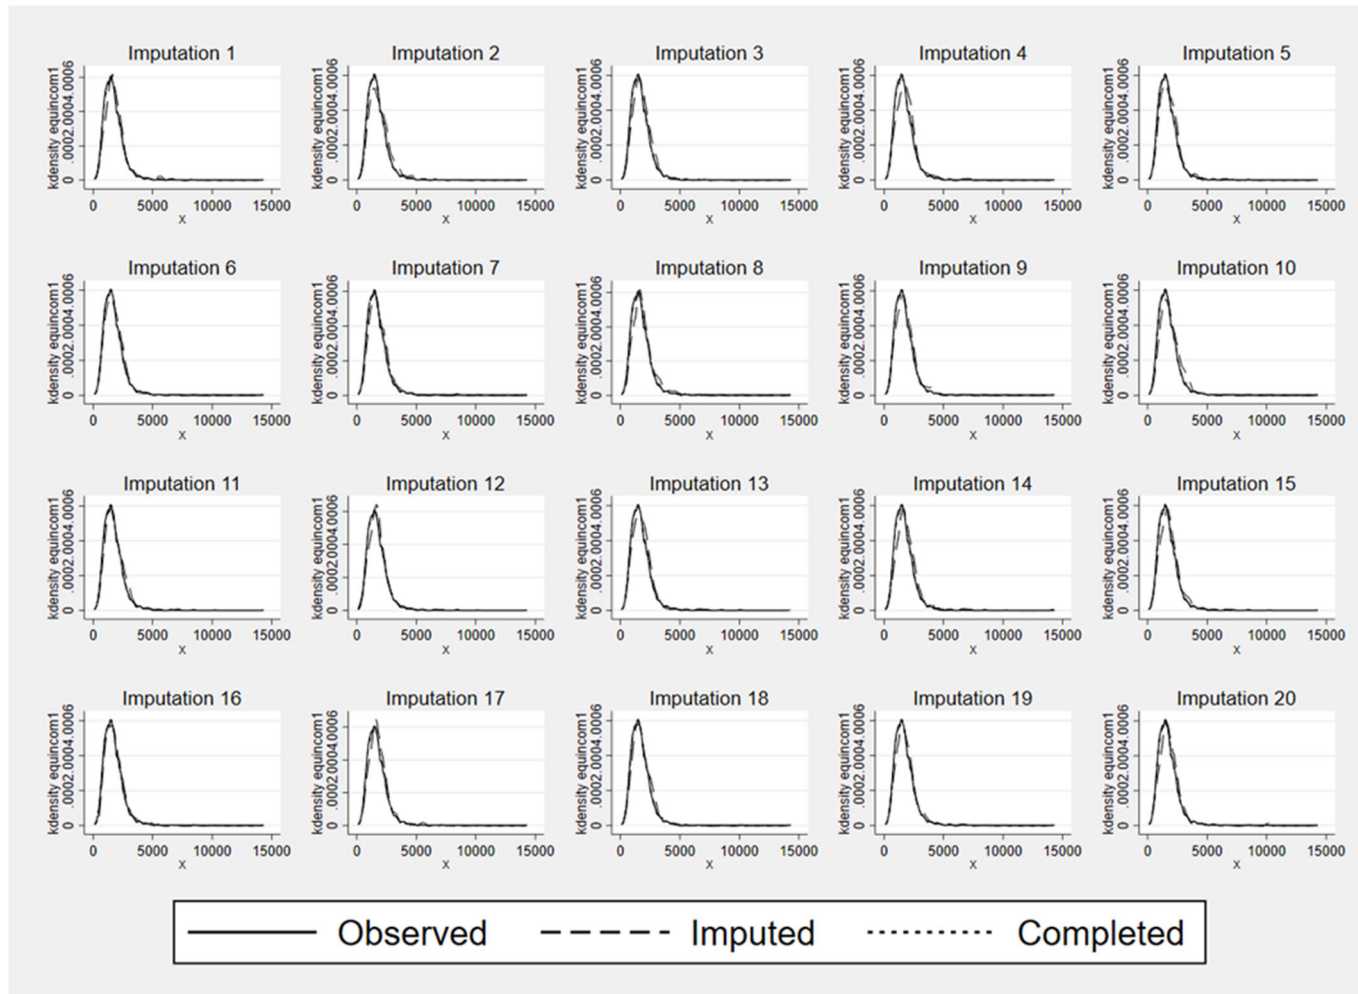 Imputation 1 Imputation 2 Imputation 3 Imputation 4 Imputation 5
kdensity equincom1 kdensity equincom1 kdensity equincom1 kdensity equincom1 kdensity equincom1
0 .0002.0004.0006 0 .0002.0004.0006 0 .0002.0004.0006 0 .0002.0004.0006 0 .0002.0004.0006
0 5000 10000 15000 0 5000 10000 15000 0 5000 10000 15000 0 5000 10000 15000 0 5000 10000 15000
X X X X X
Imputation 6 Imputation 7 Imputation 8 Imputation 9 Imputation 10
kdensity equincom1 kdensity equincom1 kdensity equincom1 kdensity equincom1 kdensity equincom1
0 .0002.0004.0006 0 .0002.0004.0006 0 .0002.0004.0006 0 .0002.0004.0006 0 .0002.0004.0006
0 5000 10000 15000 0 5000 10000 15000 0 5000 10000 15000 0 5000 10000 15000 0 5000 10000 15000
X X X X X
Imputation 11 Imputation 12 Imputation 13 Imputation 14 Imputation 15
kdensity equincom1 kdensity equincom1 kdensity equincom1 kdensity equincom1 kdensity equincom1
0 .0002.0004.0006 0 .0002.0004.0006 0 .0002.0004.0006 0 .0002.0004.0006 0 .0002.0004.0006
0 5000 10000 15000 0 5000 10000 15000 0 5000 10000 15000 0 5000 10000 15000 0 5000 10000 15000
X X X X X
Imputation 16 Imputation 17 Imputation 18 Imputation 19 Imputation 20
kdensity equincom1 kdensity equincom1 kdensity equincom1 kdensity equincom1 kdensity equincom1
0 .0002.0004.0006 0 .0002.0004.0006 0 .0002.0004.0006 0 .0002.0004.0006 0 .0002.0004.0006
0 5000 10000 15000 0 5000 10000 15000 0 5000 10000 15000 0 5000 10000 15000 0 5000 10000 15000
X X X X X
Observed Imputed Completed